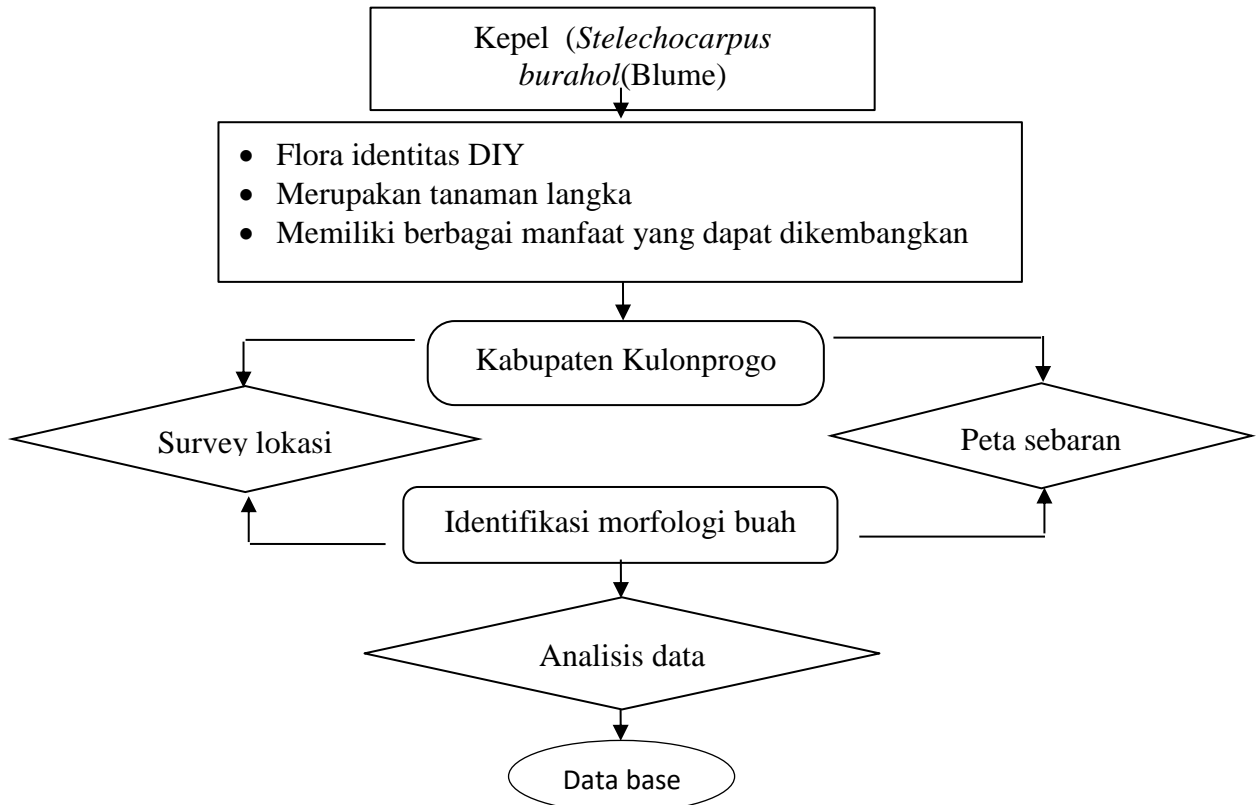 Kepel (Stelechocarpus
burahol(Blume)
• Flora identitas DIY
• Merupakan tanaman langka
• Memiliki berbagai manfaat yang dapat dikembangkan
Kabupaten Kulonprogo
Survey lokasi
Peta sebaran
Identifikasi morfologi buah
Analisis data
Data base